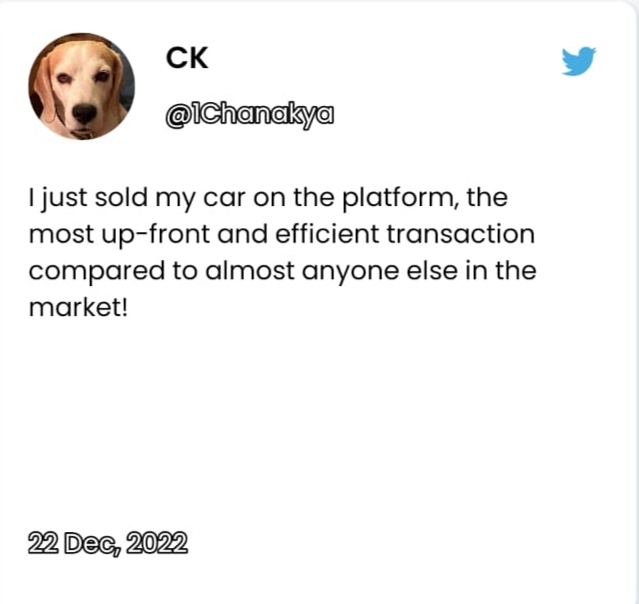 CK
@1Chanakya
I just sold my car on the platform, the
most up-front and efficient transaction
compared to almost anyone else in the
market!
22 Dec, 2022